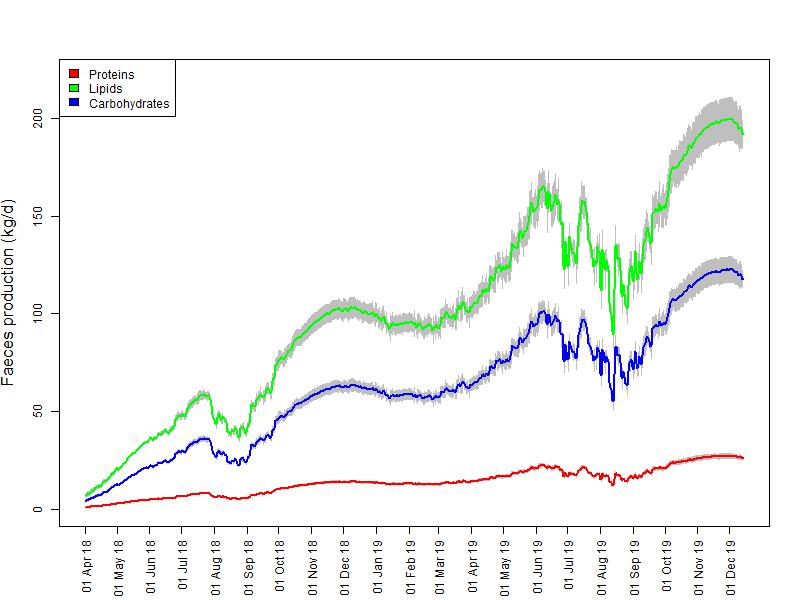 Proteins
Lipids
Carbohydrates
Faeces production (kg/d)
200
150
100
50
0
01 Apr 18
01 May 18
01 Jun 18
01 Jul 18
01 Aug 18
01 Sep 18
01 Oct 18
01 Nov 18
01 Dec 18
01 Jan 19
01 Feb 19
01 Mar 19
01 Apr 19
01 May 19
01 Jun 19
01 Jul 19
01 Aug 19
01 Sep 19
01 Oct 19
01 Nov 19
01 Dec 19